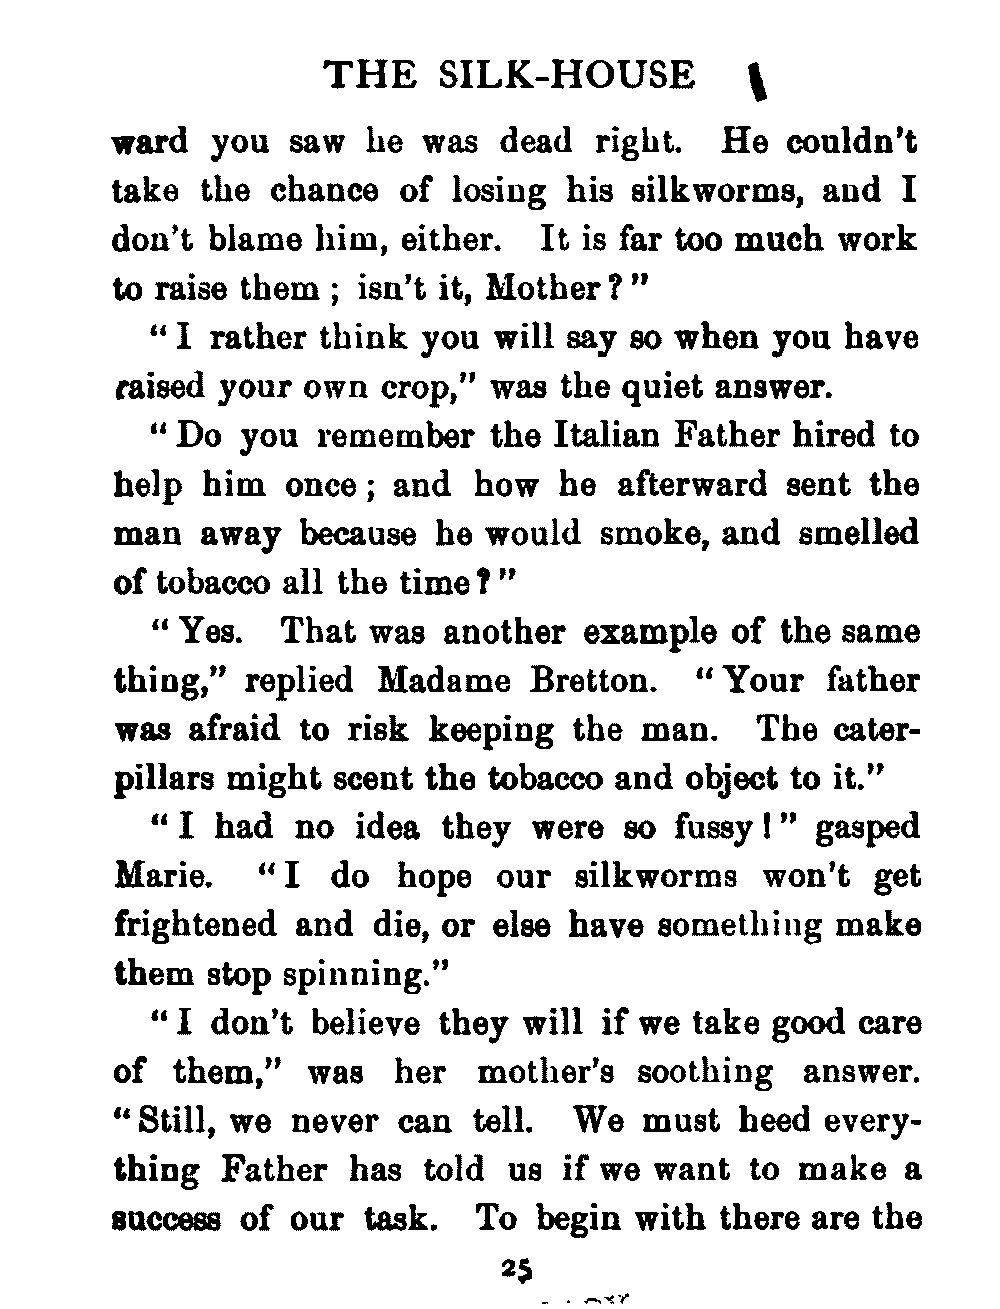 THE SILK-HOUSE
ward you saw he was dead right. He couldn't
take the chance of losing his silkworms, and I
don't blame him, either. It is far too much work
to raise them ; isn't it, Mother ? "
" I rather think you will say so when you have
raised your own crop," was the quiet answer.
" Do you remember the Italian Father hired to
help him once ; and how he afterward sent the
man away because he would smoke, and smelled
of tobacco all the time ? "
" Yes. That was another example of the same
thing," replied Madame Bretton. " Your father
was afraid to risk keeping the man. The cater-
pillars might scent the tobacco and object to it."
" I had no idea they were so fussy ! " gasped
Marie. " I do hope our silkworms won't get
frightened and die, or else have something make
them stop spinning."
" I don't believe they will if we take good care
of them," was her mother's soothing answer.
" Still, we never can tell. We must heed every-
thing Father has told us if we want to make a
success of our task. To begin with there are the
25